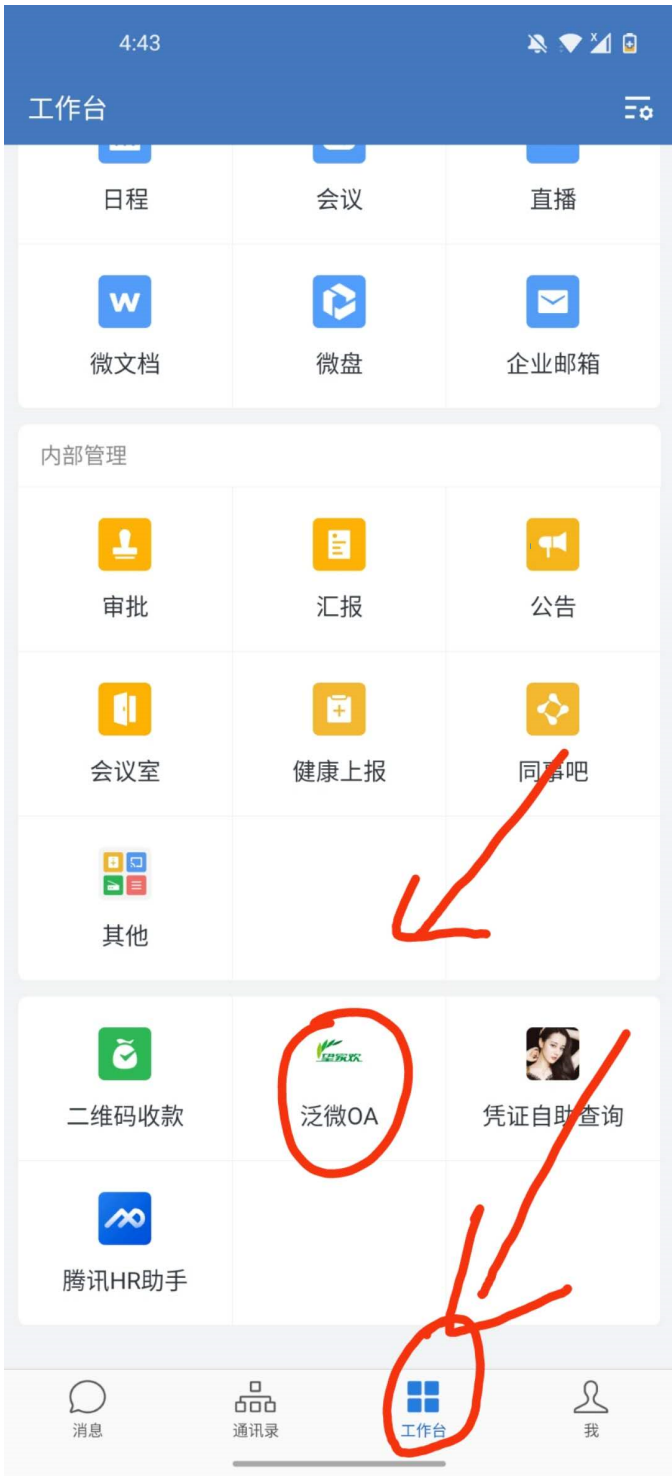 4:43
工作台
日程 会议 直播
微文档 微盘 企业邮箱
内部管理
审批 汇报 公告
会议室 健康上报 同事吧
其他
望家欢
二维码收款 泛微OA 凭证自助查询
腾讯HR助手
消息 通讯录 工作台 我